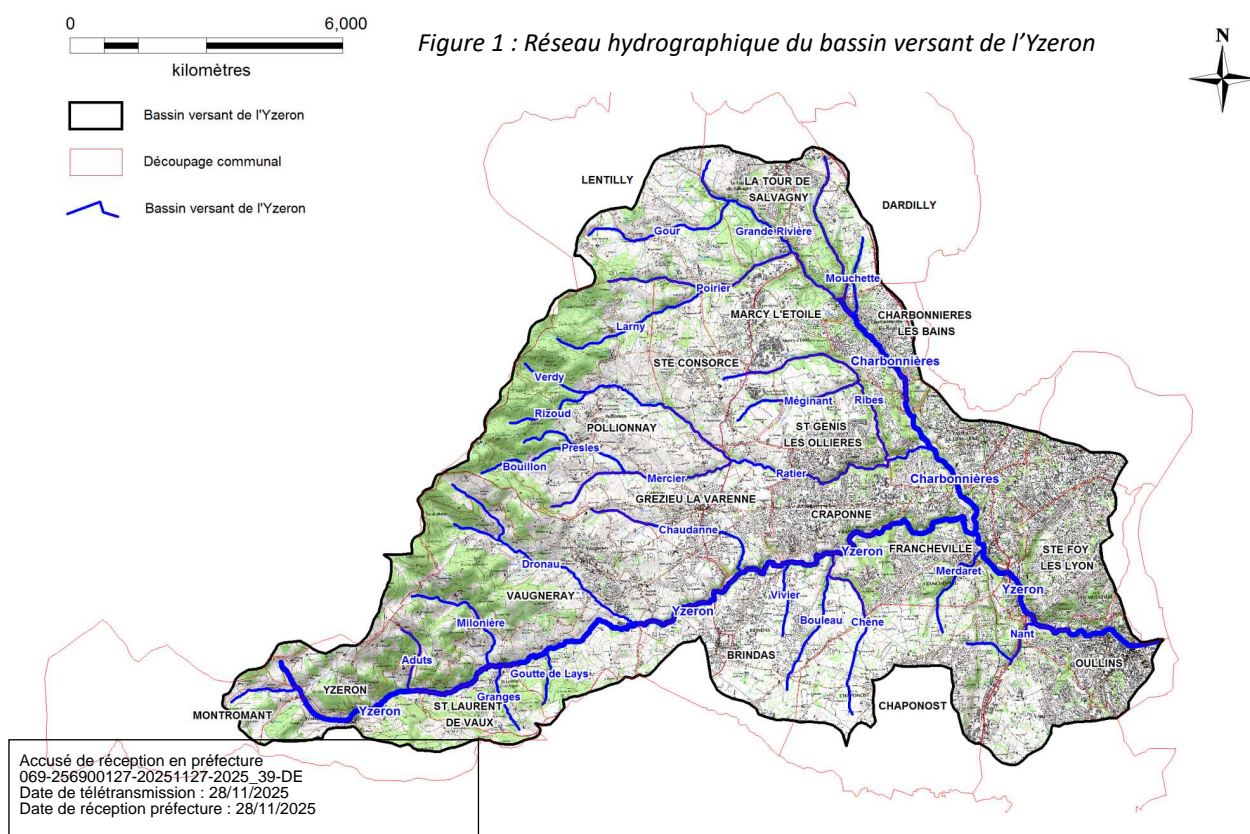 0 6,000
kilomètres
Figure 1 : Réseau hydrographique du bassin versant de l'Yzeron
N
Bassin versant de l'Yzeron
Découpage communal
Bassin versant de l'Yzeron
LENTILLY
LA TOUR DE
SALVAGNY
DARDILLY
Gour
Grande Rivière
Mouchette
Poirier
MARCY L'ETOILE
CHARBONNIERES
LES BAINS
Larny
STE CONSORCE
Charbonnières
Verdy
Rizoud
Méginant
Ribes
POLLIONNAY
ST GENIS
LES OLLIERES
Presles
Bouillon
Mercier
Ratier
Charbonnières
GREZIEU LA VARENNE
CRAPONNE
Chaudanne
Yzeron
FRANCHEVILLE
STE FOY
LES LYON
Dronau
Merdaret
Yzeron
VAUGNERAY
Vivier
Yzeron
Milonière
Bouleau
Chêne
Nant
BRINDAS
OULLINS
Aduts
Goutte de Lays
YZERON
Granges
ST LAURENT
DE VAUX
CHAPONOST
MONTROMANT
Yzeron
Accusé de réception en préfecture
069-256900127-20251127-2025_39-DE
Date de télétransmission : 28/11/2025
Date de réception préfecture : 28/11/2025